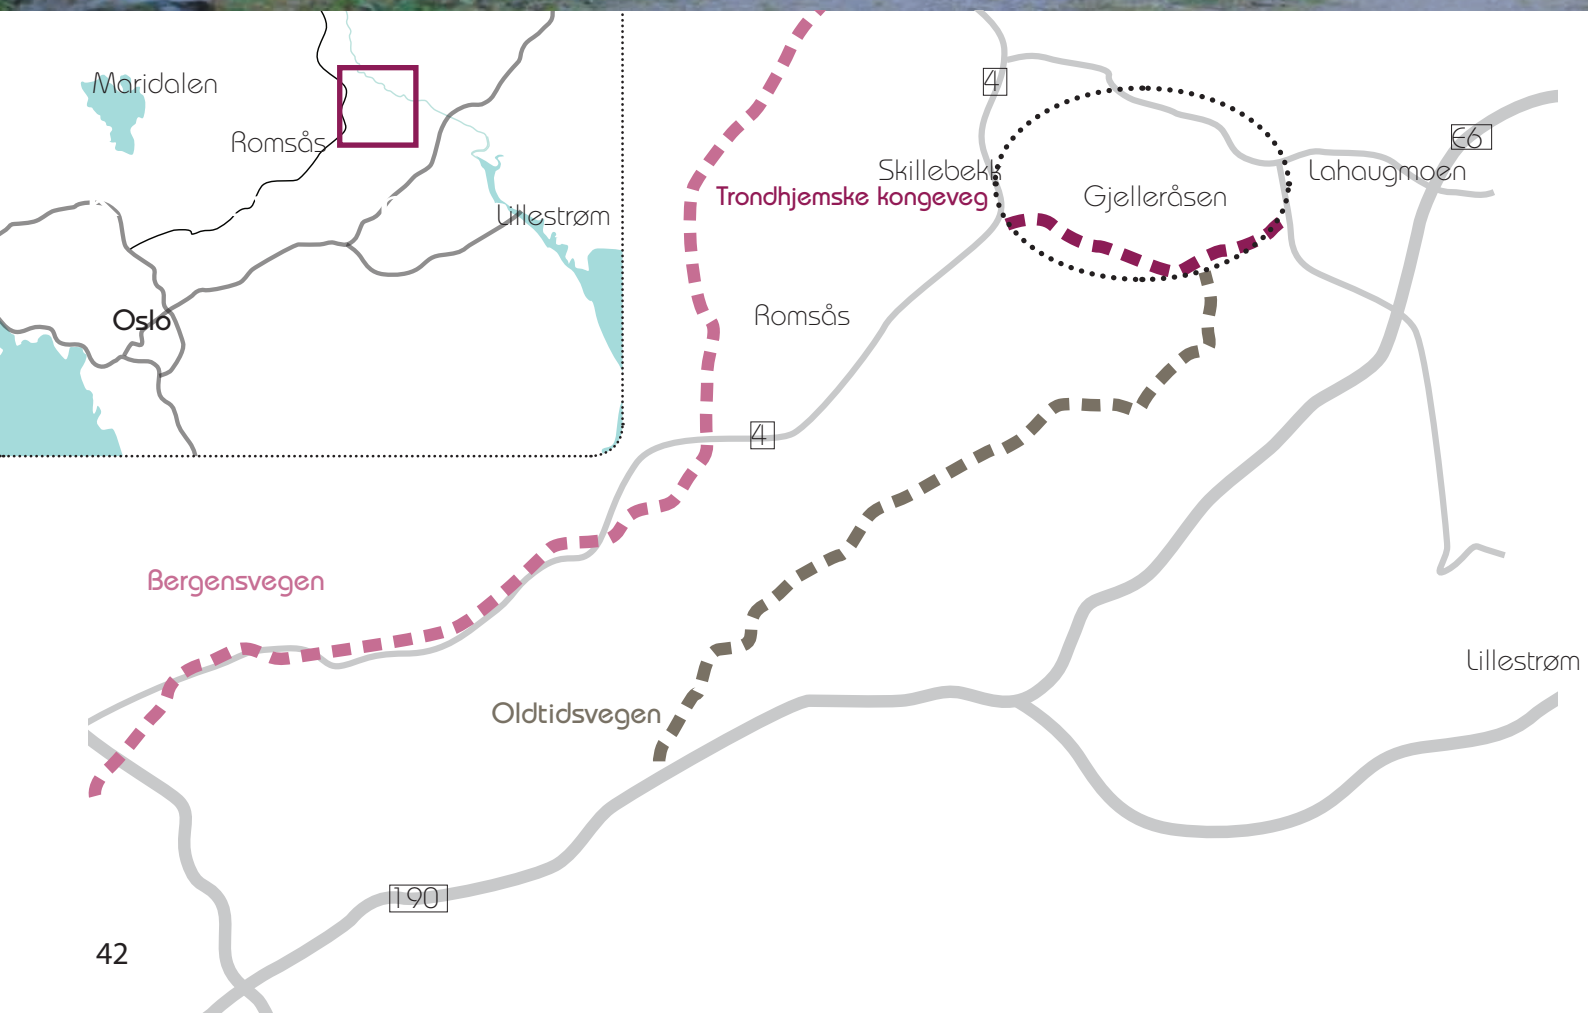 Maridalen
Romsås
Lillestrøm
Oslo
4
E6
Skillebekk
Lahaugmoen
Trondhjemske kongeveg
Gjelleråsen
Romsås
4
Bergensvegen
Lillestrøm
Oldtidsvegen
190
42